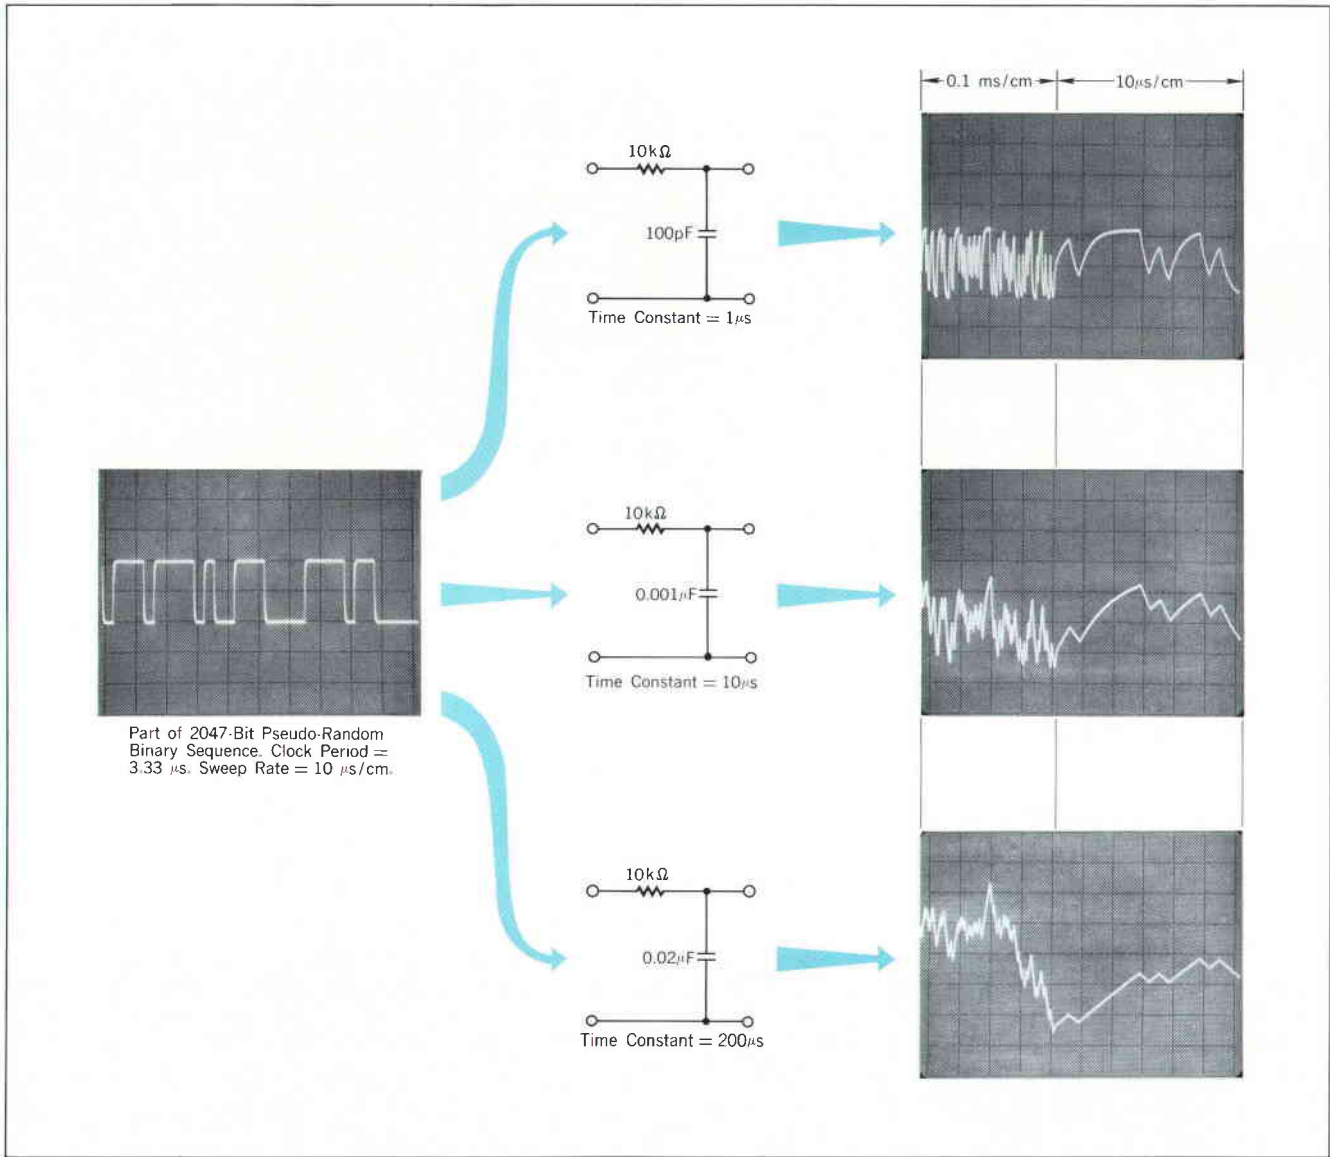 0.1 ms/cm
10μs/cm
10kΩ
100pF
Time Constant = 1μs
10kΩ
0.001μF
Time Constant = 10μs
Part of 2047-Bit Pseudo-Random
Binary Sequence. Clock Period =
3.33 μs. Sweep Rate = 10 μs/cm.
10kΩ
0.02μF
Time Constant = 200μs